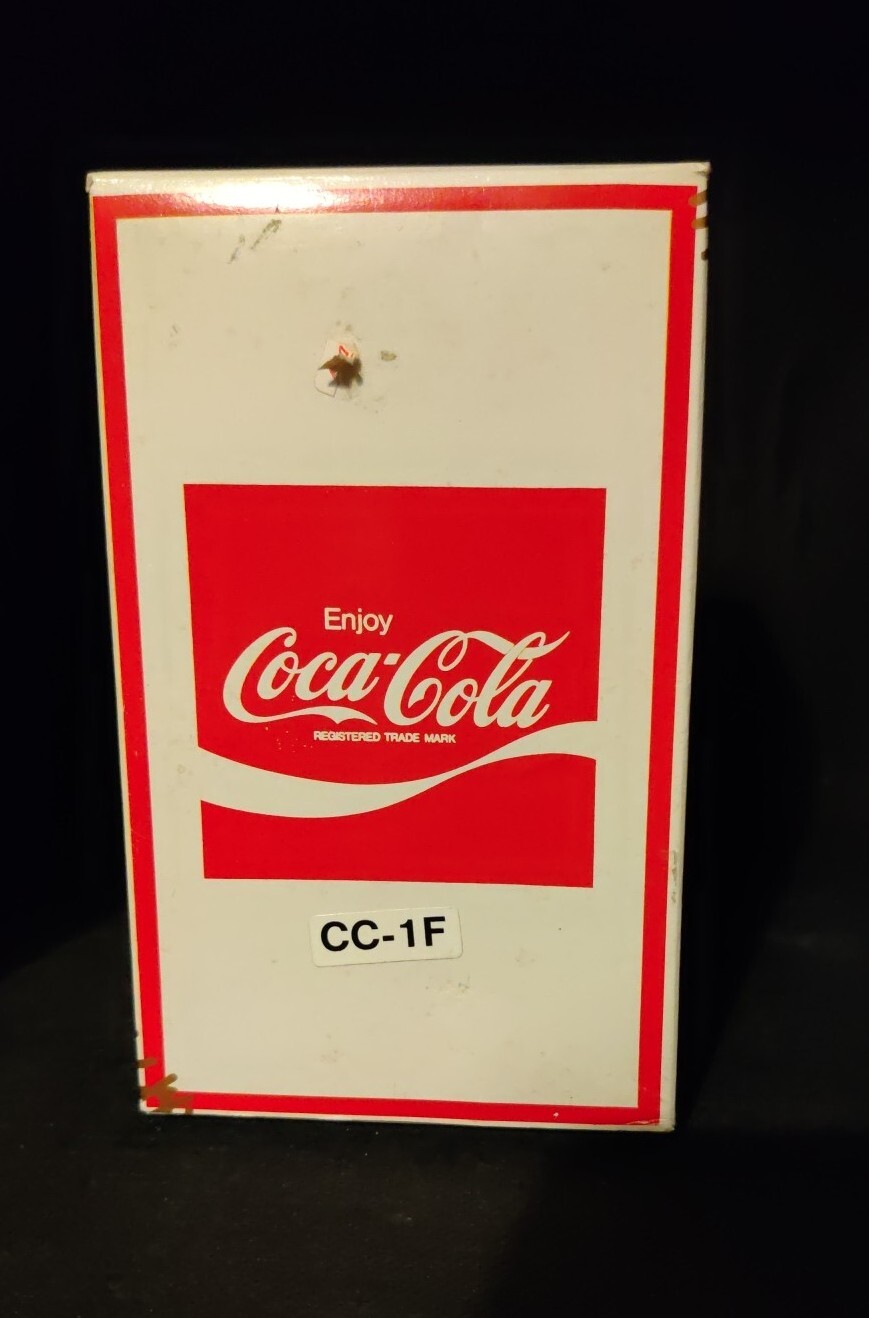 Enjoy
Coca-Cola
REGISTERED TRADE MARK
CC-1F